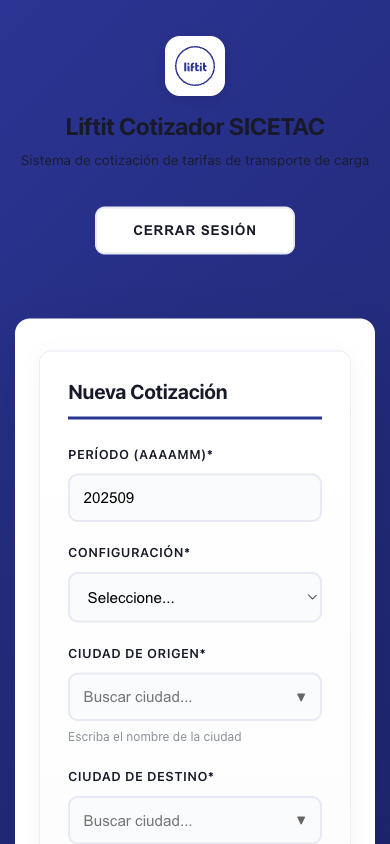 liftit
Liftit Cotizador SICETAC
Sistema de cotización de tarifas de transporte de carga
CERRAR SESIÓN
Nueva Cotización
PERÍODO (AAAAMM)*
202509
CONFIGURACIÓN*
Seleccione...
CIUDAD DE ORIGEN*
Buscar ciudad...
Escriba el nombre de la ciudad
CIUDAD DE DESTINO*
Buscar ciudad...